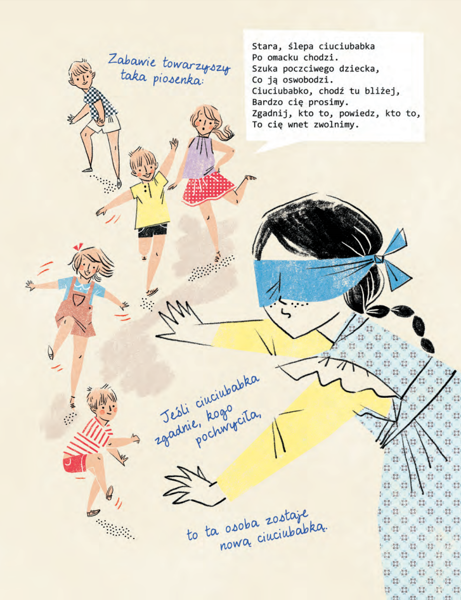 Zabawie towarzyszy
taka piosenka:
Stara, ślepa ciuciubabka
Po omacku chodzi.
Szuka poczciwego dziecka,
Co ją oswobodzi.
Ciuciubabko, chodź tu bliżej,
Bardzo cię prosimy.
Zgadnij, kto to, powiedz, kto to,
To cię wnet zwolnimy.
Jeśli ciuciubabka
zgadnie, kogo
pochwyciła,
to ta osoba zostaje
nową ciuciubabką.